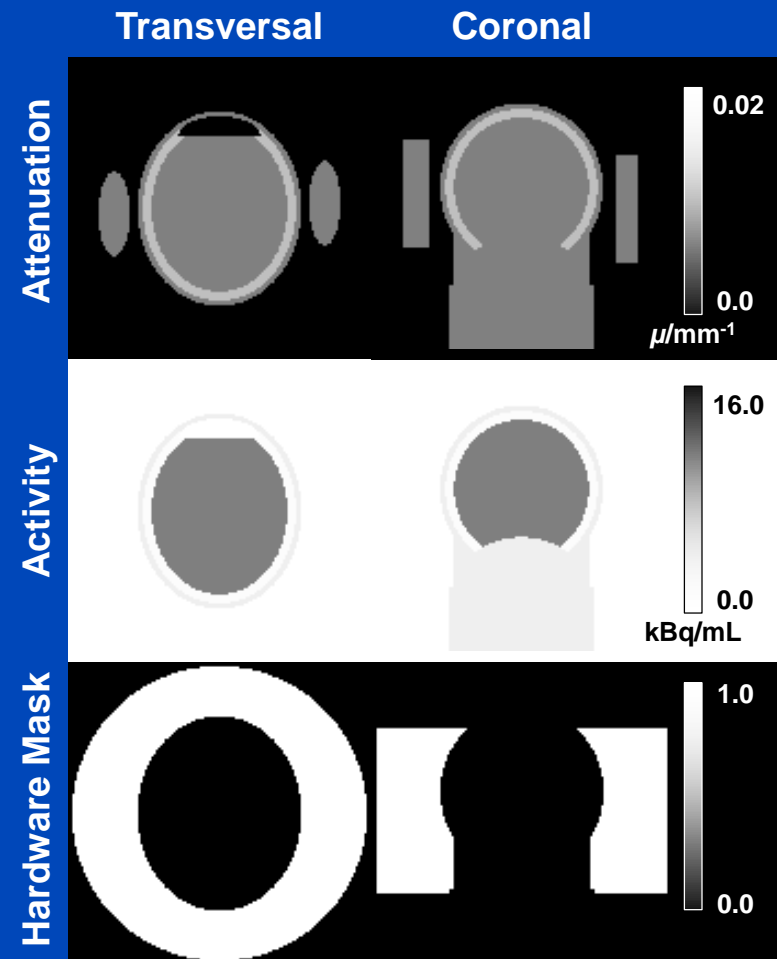 Transversal
Coronal
Attenuation
0.02
0.0
μ/mm⁻¹
Activity
16.0
0.0
kBq/mL
Hardware Mask
1.0
0.0